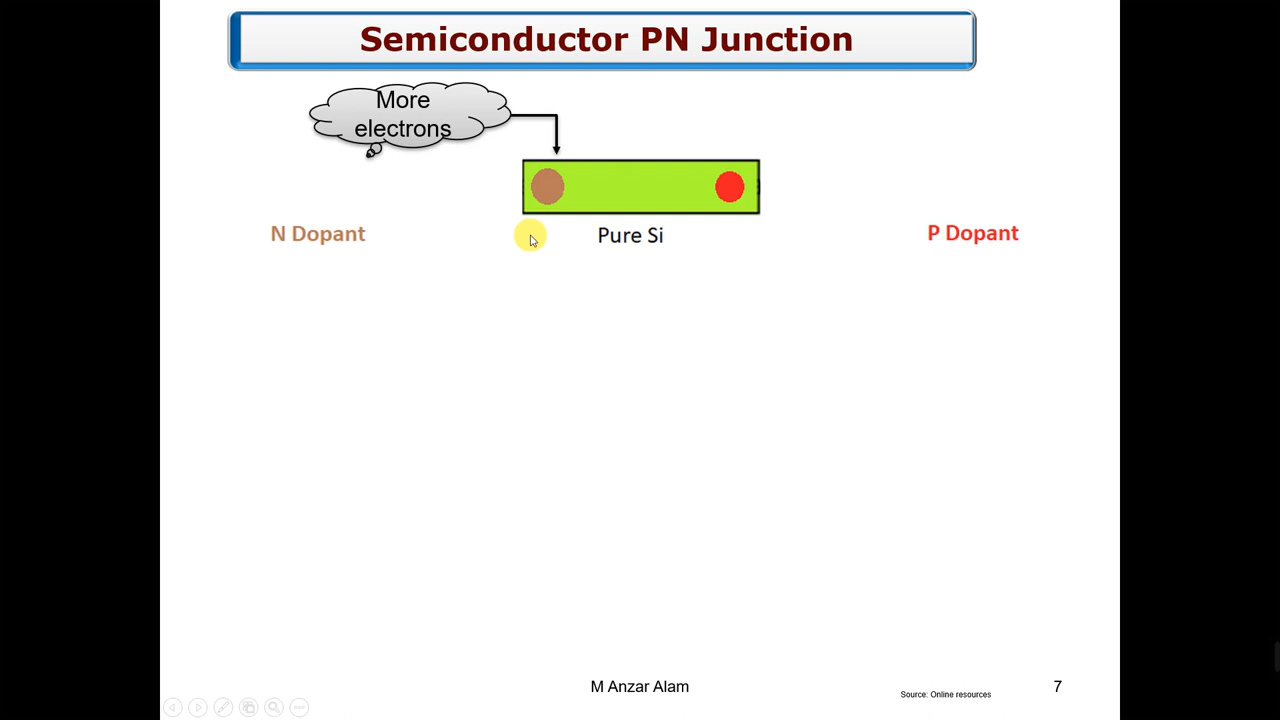 Semiconductor PN Junction
More
electrons
N Dopant
Pure Si
P Dopant
M Anzar Alam
Source: Online resources
7